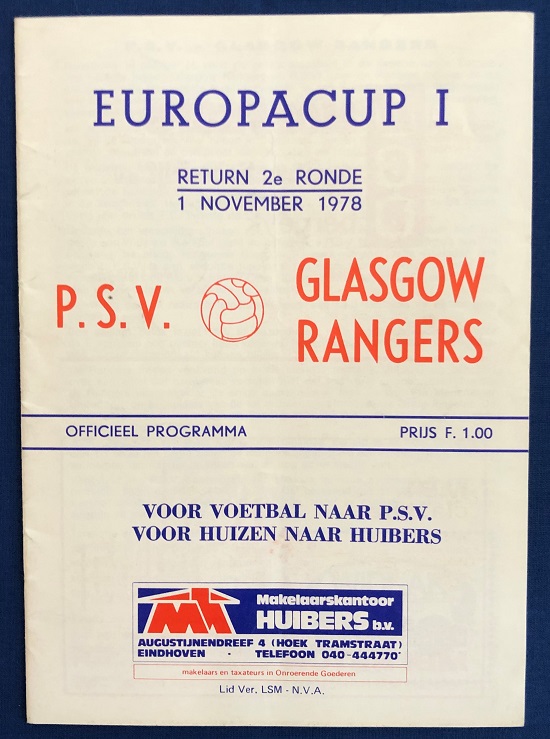 EUROPACUP I
RETURN 2e RONDE
1 NOVEMBER 1978
P.S.V.
GLASGOW
RANGERS
OFFICIEEL PROGRAMMA PRIJS F. 1.00
VOOR VOETBAL NAAR P.S.V.
VOOR HUIZEN NAAR HUIBERS
Makelaarskantoor
HUIBERS b.v.
AUGUSTIJNENDREEF 4 (HOEK TRAMSTRAAT)
EINDHOVEN · TELEFOON 040-444770*
makelaars en taxateurs in Onroerende Goederen
Lid Ver. LSM - N.V.A.